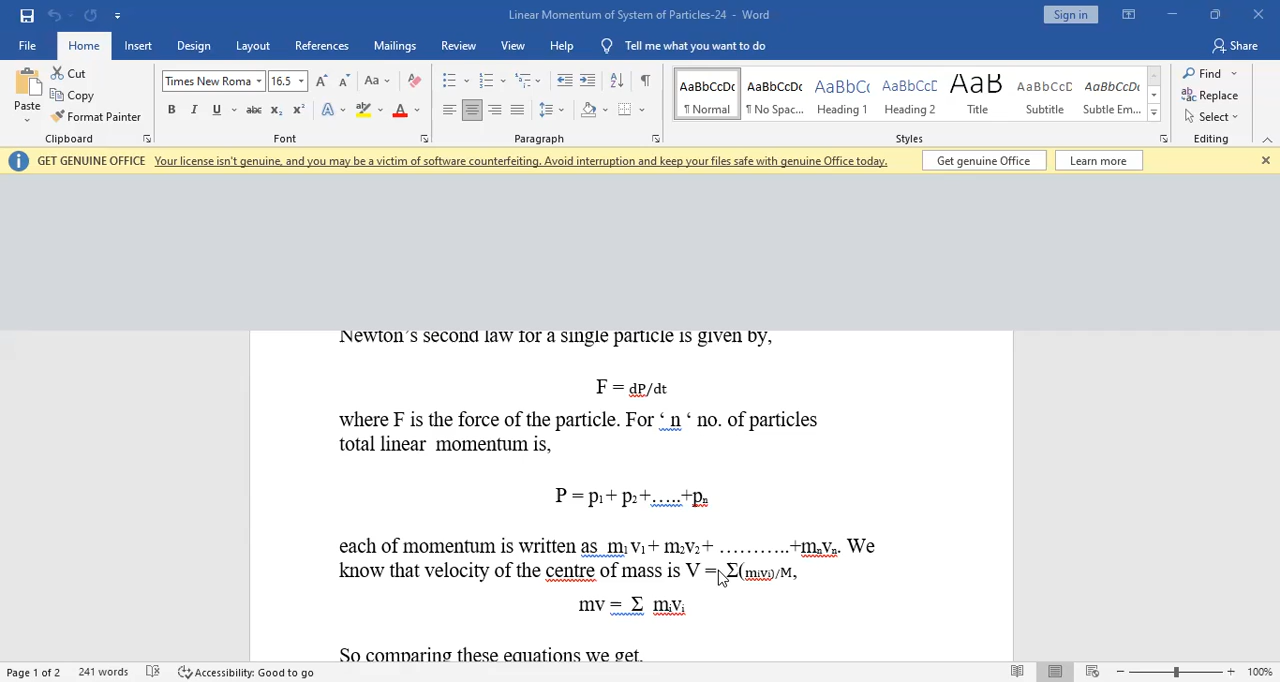 Linear Momentum of System of Particles-24 - Word
Sign in
File Home Insert Design Layout References Mailings Review View Help Tell me what you want to do Share
Paste
Cut
Copy
Format Painter
Clipboard
Times New Roma 16.5
Font
Paragraph
AaBbCcDc AaBbCcDc AaBbC AaBbCcD AaB AaBbCcD AaBbCcDc
¶ Normal ¶ No Spac... Heading 1 Heading 2 Title Subtitle Subtle Em...
Styles
Find
Replace
Select
Editing
GET GENUINE OFFICE Your license isn't genuine, and you may be a victim of software counterfeiting. Avoid interruption and keep your files safe with genuine Office today. Get genuine Office Learn more
Newton's second law for a single particle is given by,
F = dP/dt
where F is the force of the particle. For ‘ n ‘ no. of particles
total linear momentum is,
P = p₁+ p₂+…..+pₙ
each of momentum is written as m₁v₁+ m₂v₂+ ………..+mₙvₙ. We
know that velocity of the centre of mass is V = Σ(mᵢvᵢ)/M,
mv = Σ mᵢvᵢ
So comparing these equations we get,
Page 1 of 2 241 words Accessibility: Good to go 100%